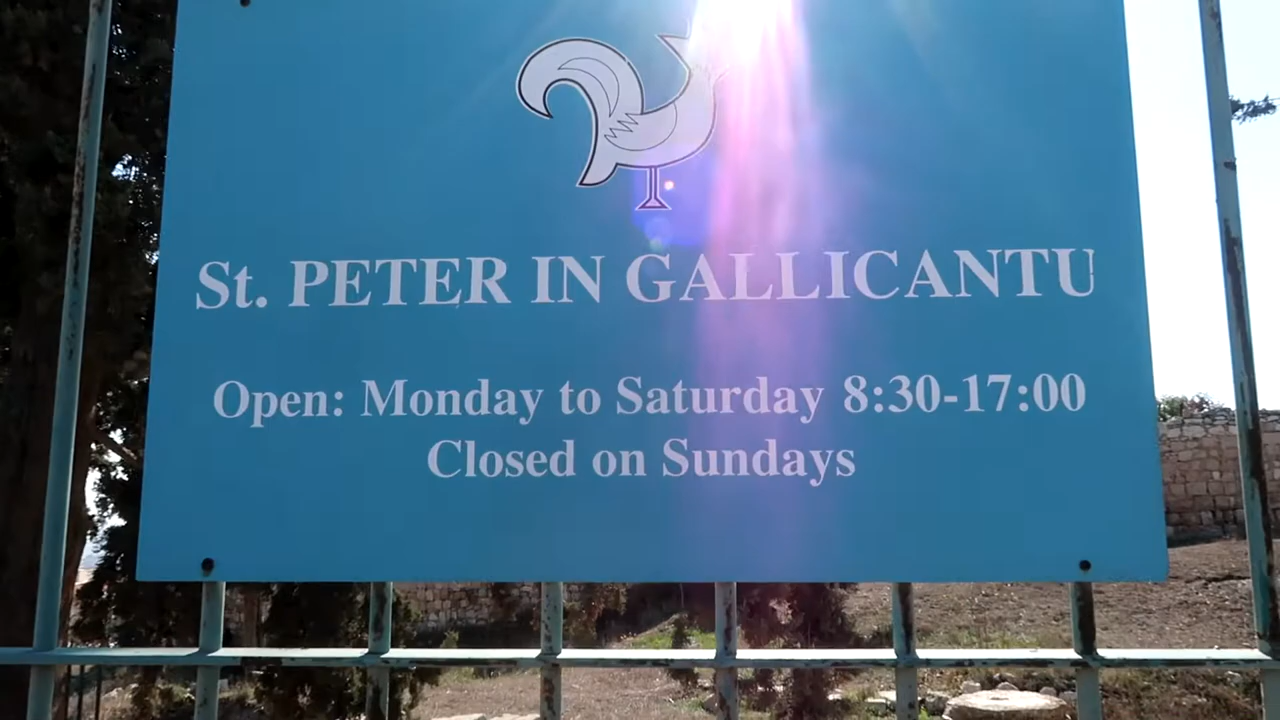 St. PETER IN GALLICANTU
Open: Monday to Saturday 8:30-17:00
Closed on Sundays